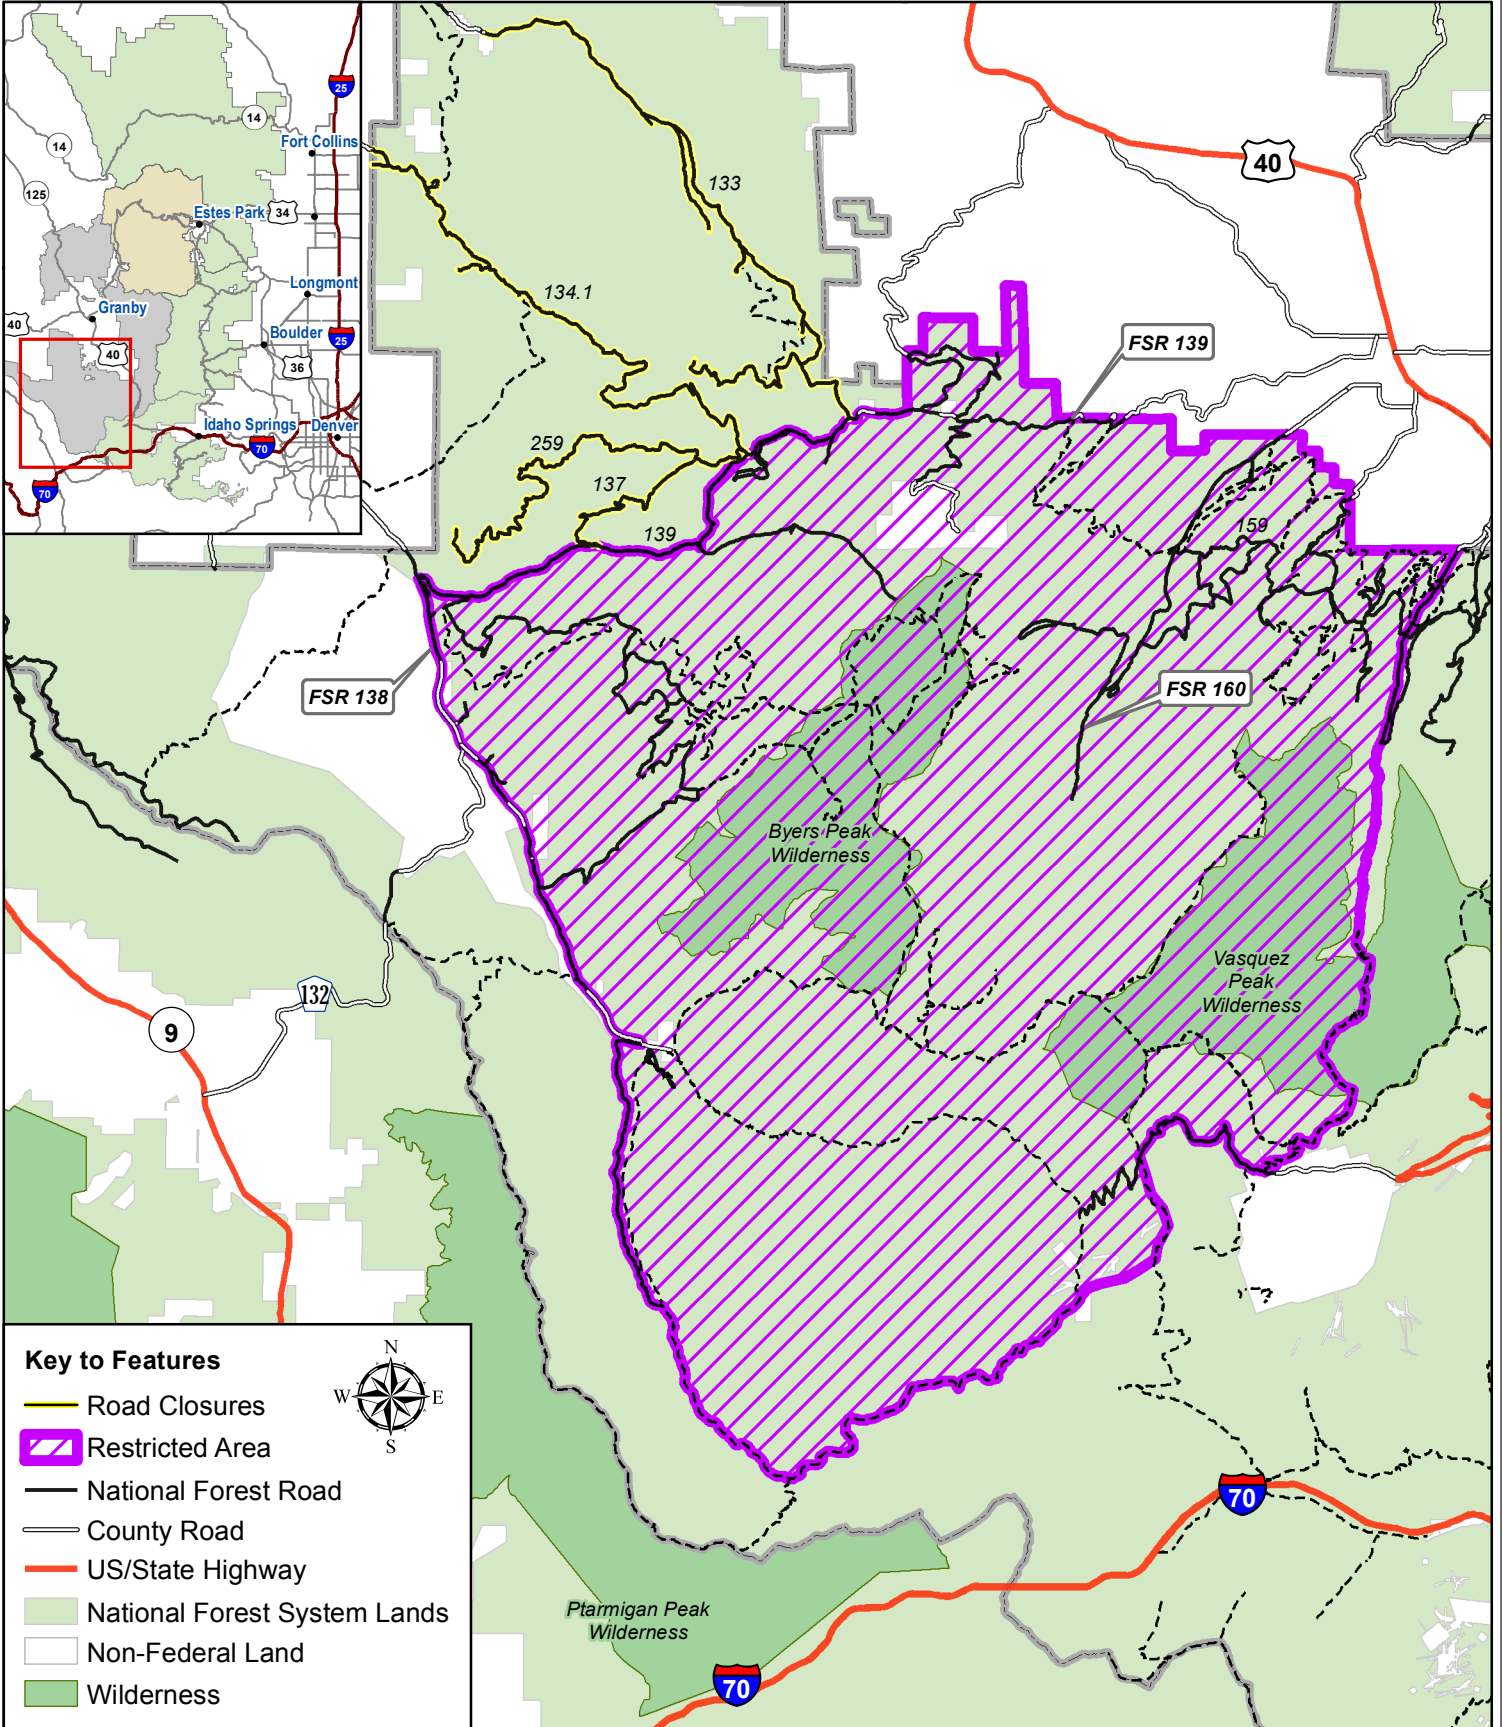 25
14
Fort Collins
14
125
Estes Park
34
Longmont
Granby
40
Boulder
25
40
36
Idaho Springs
Denver
70
70
40
133
134.1
FSR 139
259
137
139
159
FSR 138
FSR 160
Byers Peak
Wilderness
Vasquez
Peak
Wilderness
132
9
70
Ptarmigan Peak
Wilderness
70
Key to Features
N
W
E
S
Road Closures
Restricted Area
National Forest Road
County Road
US/State Highway
National Forest System Lands
Non-Federal Land
Wilderness